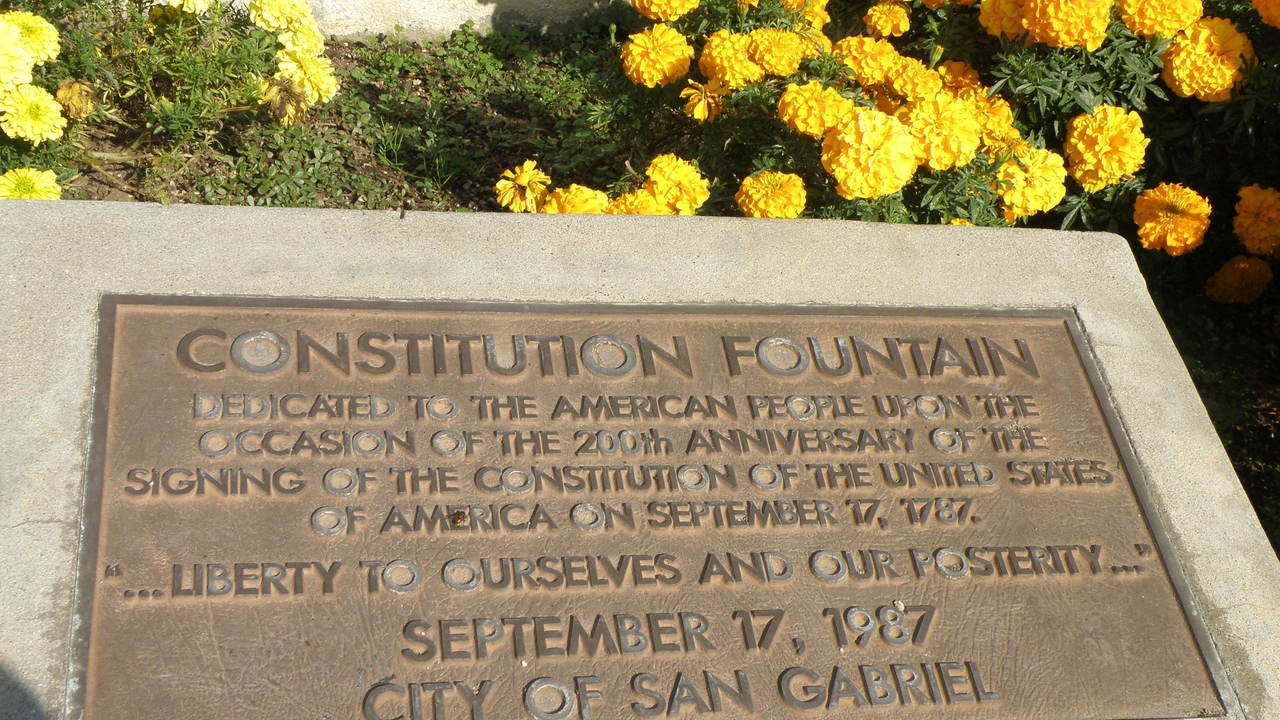 CONSTITUTION FOUNTAIN
DEDICATED TO THE AMERICAN PEOPLE UPON THE
OCCASION OF THE 200th ANNIVERSARY OF THE
SIGNING OF THE CONSTITUTION OF THE UNITED STATES
OF AMERICA ON SEPTEMBER 17, 1787.
“...LIBERTY TO OURSELVES AND OUR POSTERITY...”
SEPTEMBER 17, 1987
CITY OF SAN GABRIEL